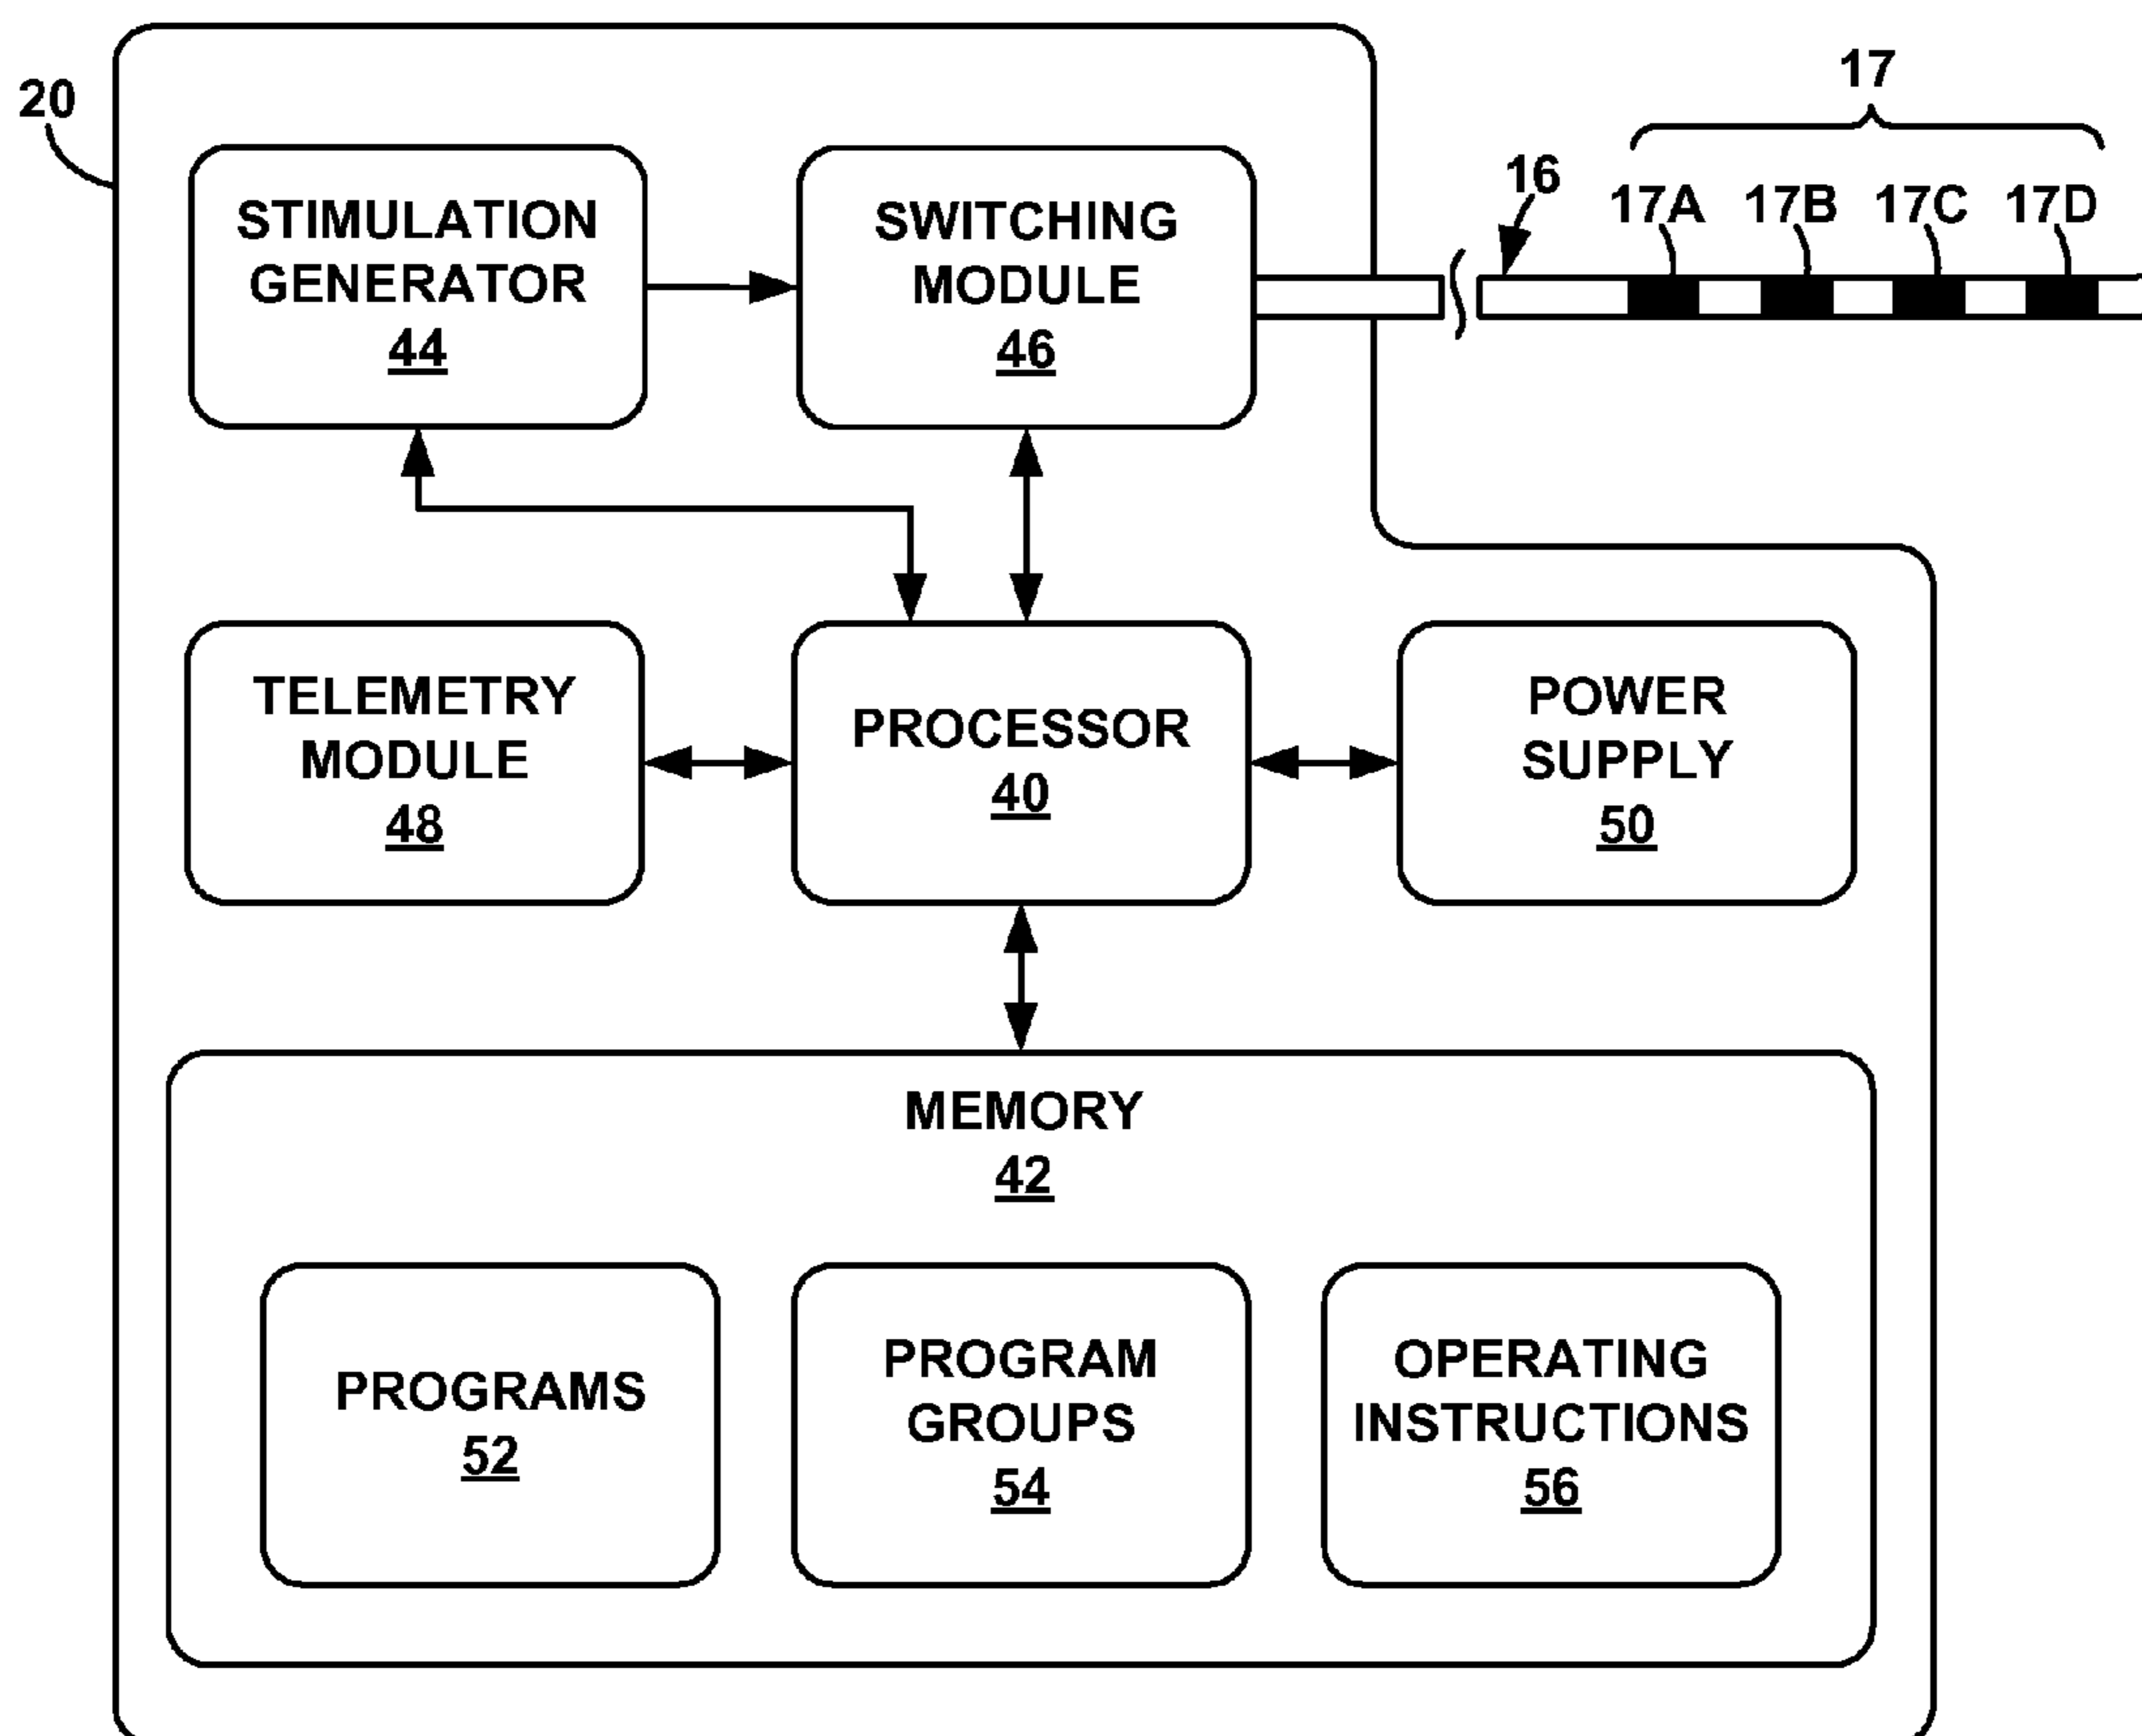 20
17
16
17A 17B 17C 17D
STIMULATION
GENERATOR
44
SWITCHING
MODULE
46
TELEMETRY
MODULE
48
PROCESSOR
40
POWER
SUPPLY
50
MEMORY
42
PROGRAMS
52
PROGRAM
GROUPS
54
OPERATING
INSTRUCTIONS
56